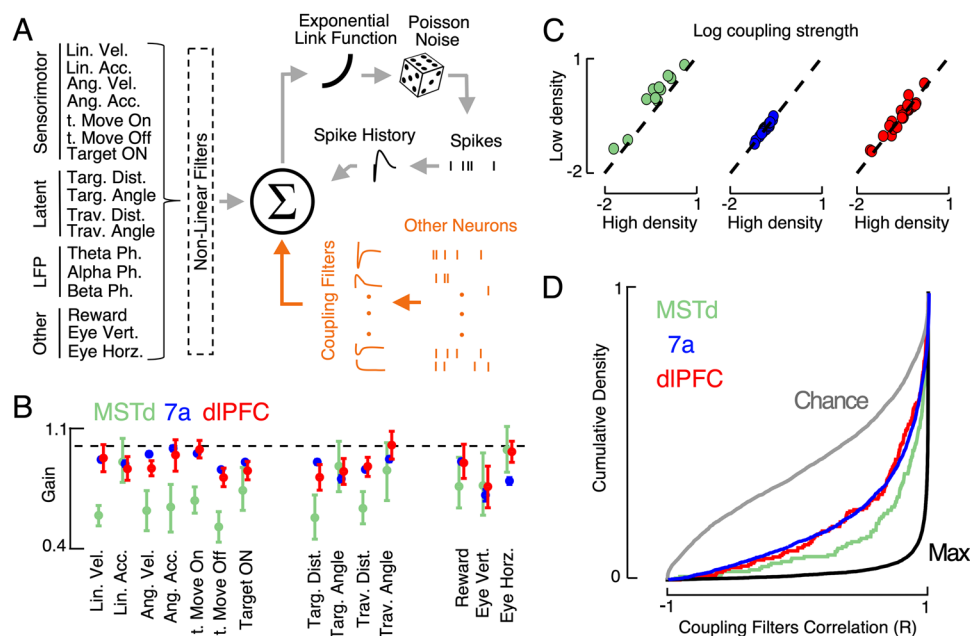 A
Sensorimotor
Lin. Vel.
Lin. Acc.
Ang. Vel.
Ang. Acc.
t. Move On
t. Move Off
Target ON
Latent
Targ. Dist.
Targ. Angle
Trav. Dist.
Trav. Angle
LFP
Theta Ph.
Alpha Ph.
Beta Ph.
Other
Reward
Eye Vert.
Eye Horz.
Non-Linear Filters
Σ
Exponential
Link Function
Poisson
Noise
Spike History
Spikes
Other Neurons
Coupling Filters
B
MSTd 7a dlPFC
1.1
Gain
0.4
Lin. Vel.
Lin. Acc
Ang. Vel.
Ang. Acc.
t. Move On
t. Move Off
Target ON
Targ. Dist.
Targ. Angle
Trav. Dist.
Trav. Angle
Reward
Eye Vert.
Eye Horz.
C
Log coupling strength
Low density
1
-2
-2 1
High density
-2 1
High density
-2 1
High density
D
MSTd
7a
dlPFC
Chance
Max
Cumulative Density
1
0
-1 1
Coupling Filters Correlation (R)